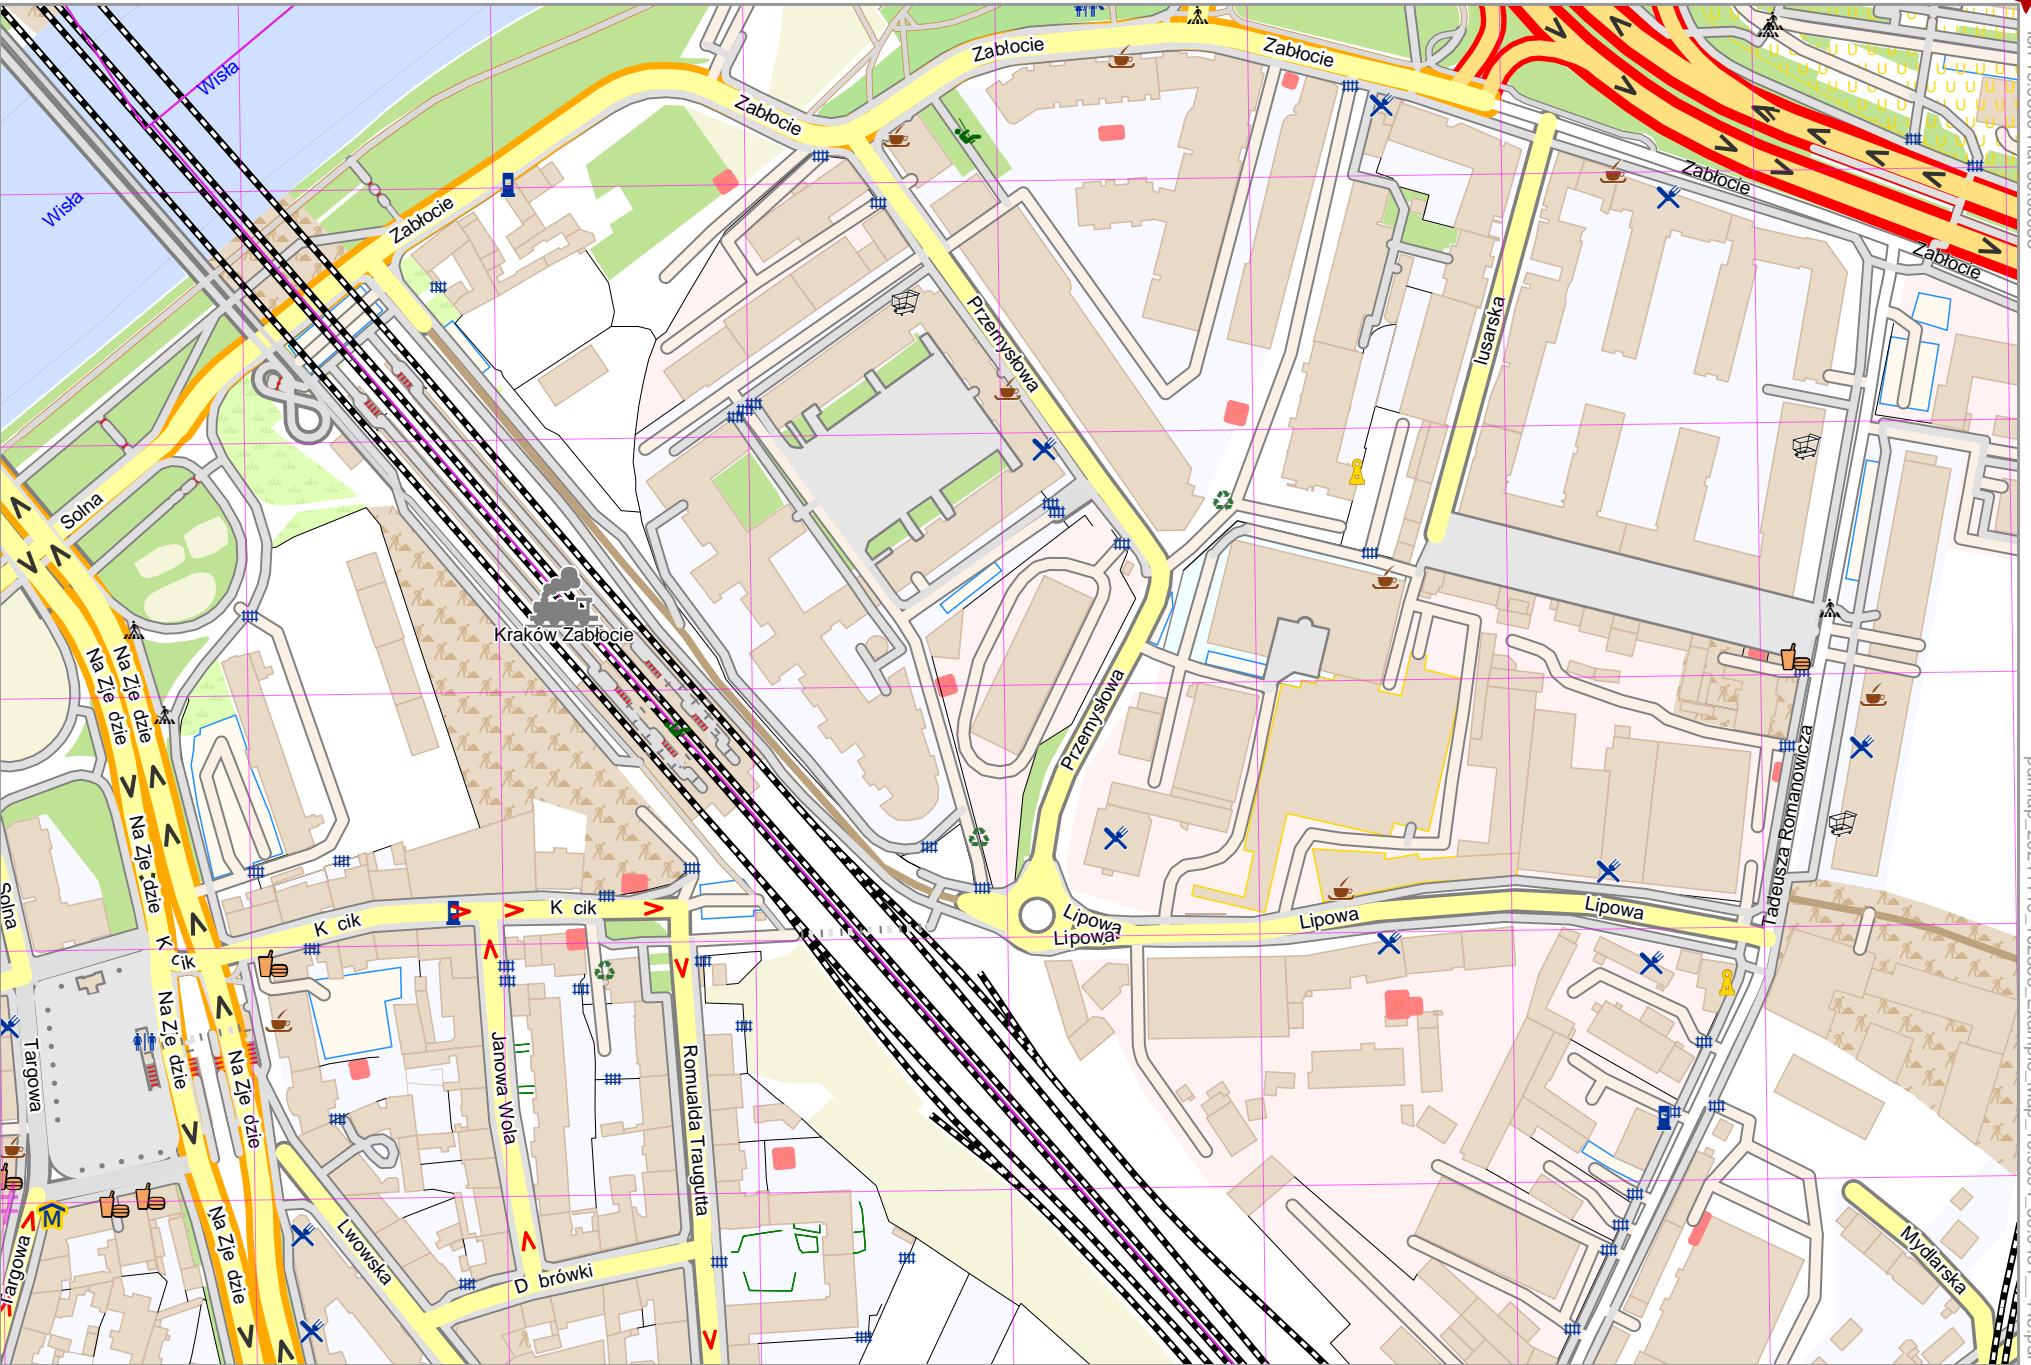 Zabłocie
Zabłocie
Wisła
Zabłocie
Zabłocie
Wisła
Zabłocie
Zabłocie
Przemysłowa
lusarska
Solna
Kraków Zabłocie
Na Zje dzie
Na Zje dzie
Przemysłowa
Tadeusza Romanowicza
Na Zje dzie
Solna
K cik
K cik
Lipowa
Lipowa
Lipowa
Lipowa
K cik
Na Zje dzie
Targowa
Janowa Wola
Romualda Traugutta
Na Zje dzie
Na Zje dzie
Lwowska
Targowa
D brówki
Mydlarska
M